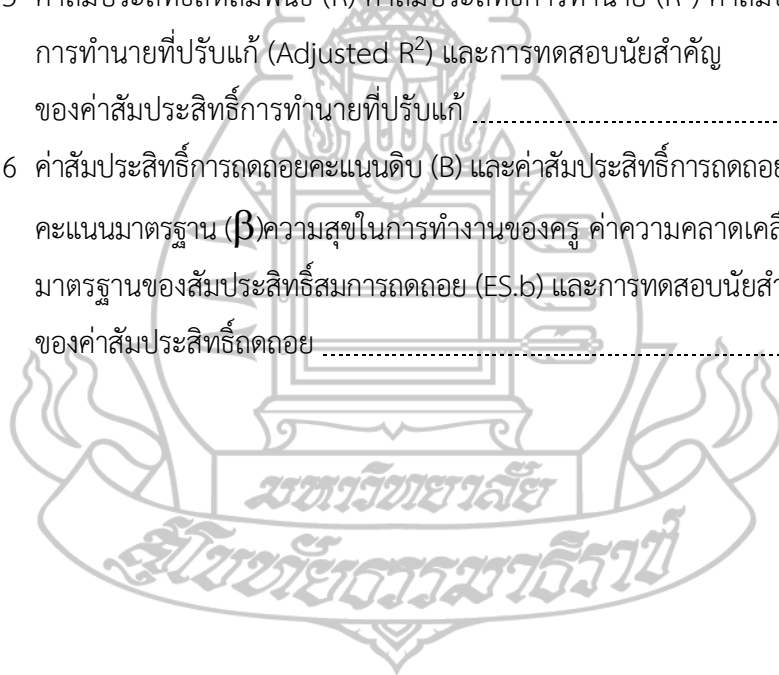 การทำนายที่ปรับแก้ (Adjusted R²) และการทดสอบนัยสำคัญ
ของค่าสัมประสิทธิ์การทำนายที่ปรับแก้
6 ค่าสัมประสิทธิ์การถดถอยคะแนนดิบ (B) และค่าสัมประสิทธิ์การถดถอย
คะแนนมาตรฐาน (β)ความสุขในการทำงานของครู ค่าความคลาดเคลื่
มาตรฐานของสัมประสิทธิ์สมการถดถอย (ES.b) และการทดสอบนัยสำ
ของค่าสัมประสิทธิ์ถดถอย
มหาวิทยาลัย
สุโขทัยธรรมาธิราช